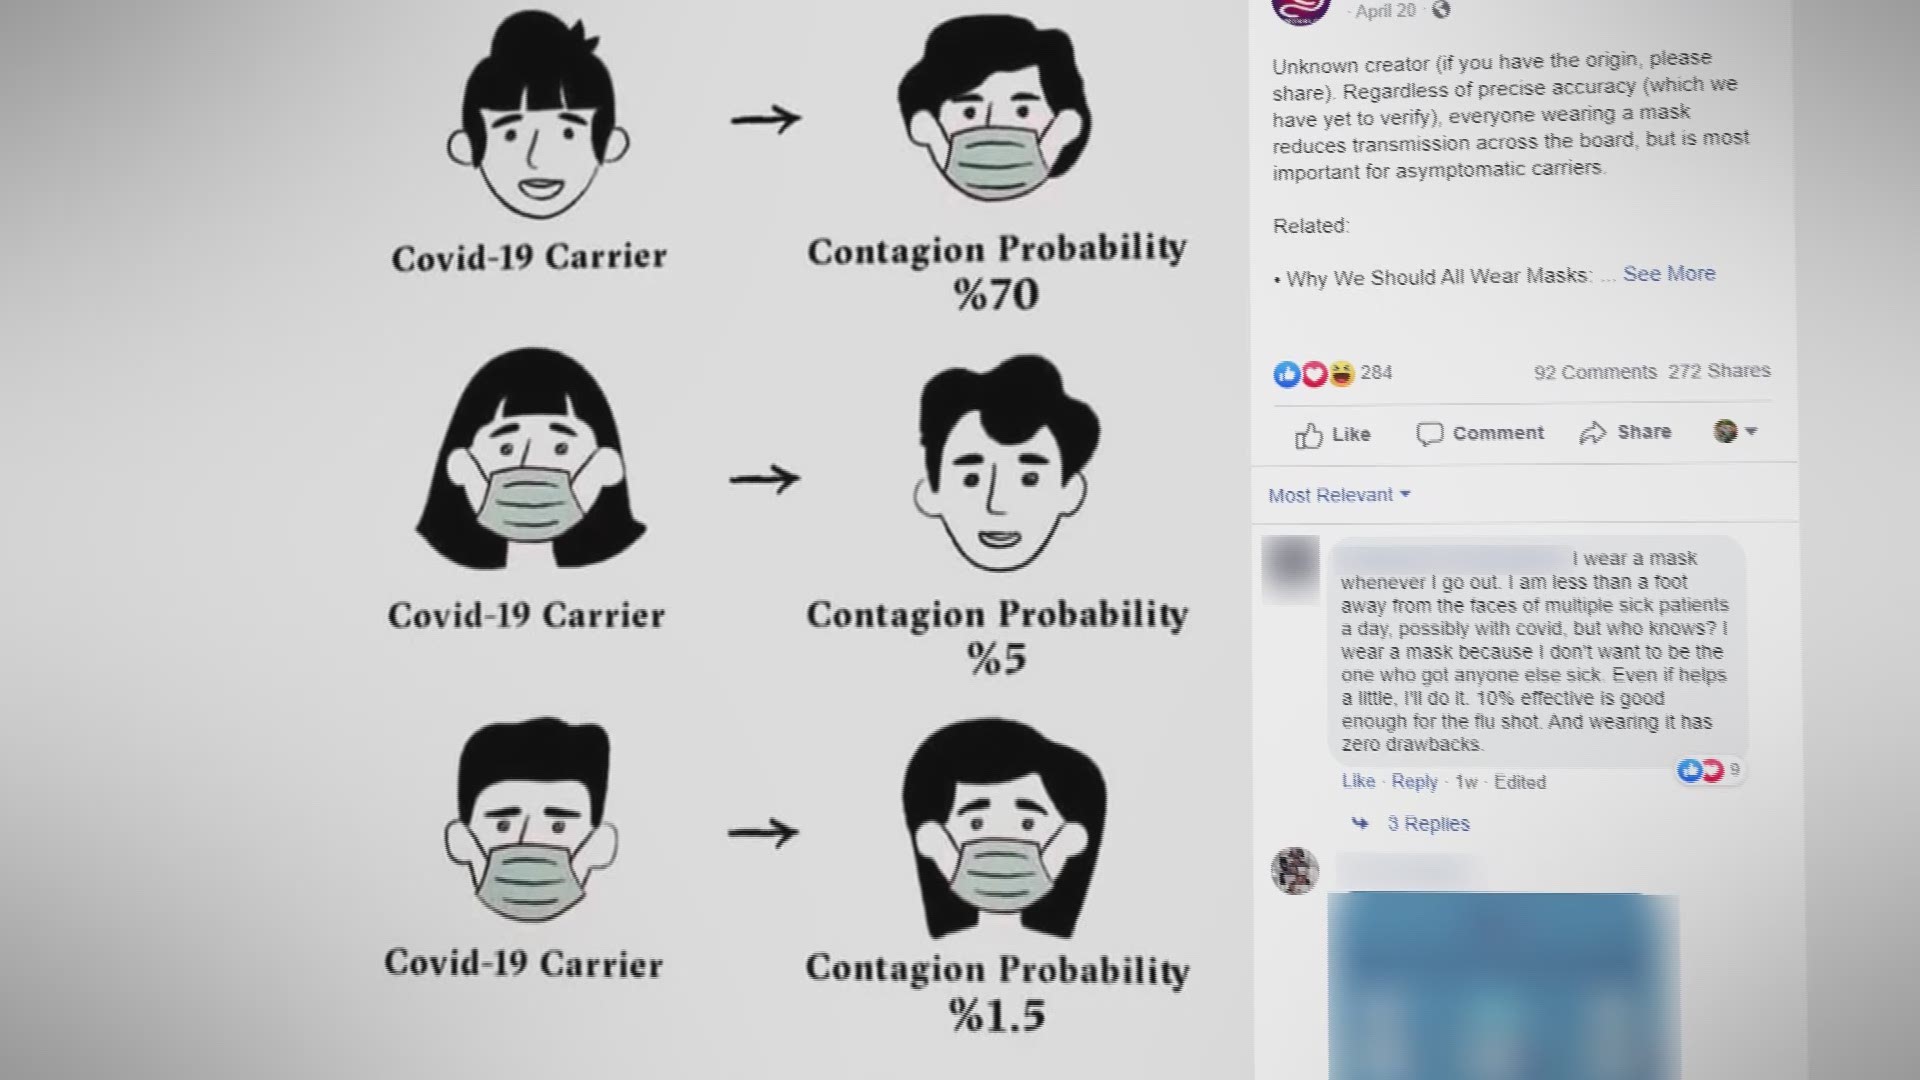 Covid-19 Carrier
Contagion Probability
%70
Covid-19 Carrier
Contagion Probability
%5
Covid-19 Carrier
Contagion Probability
%1.5
· April 20 ·
Unknown creator (if you have the origin, please
share). Regardless of precise accuracy (which we
have yet to verify), everyone wearing a mask
reduces transmission across the board, but is most
important for asymptomatic carriers.
Related:
• Why We Should All Wear Masks: ... See More
284
92 Comments 272 Shares
Like Comment Share
Most Relevant
I wear a mask
whenever I go out. I am less than a foot
away from the faces of multiple sick patients
a day, possibly with covid, but who knows? I
wear a mask because I don't want to be the
one who got anyone else sick. Even if helps
a little, I'll do it. 10% effective is good
enough for the flu shot. And wearing it has
zero drawbacks.
9
Like · Reply · 1w · Edited
3 Replies